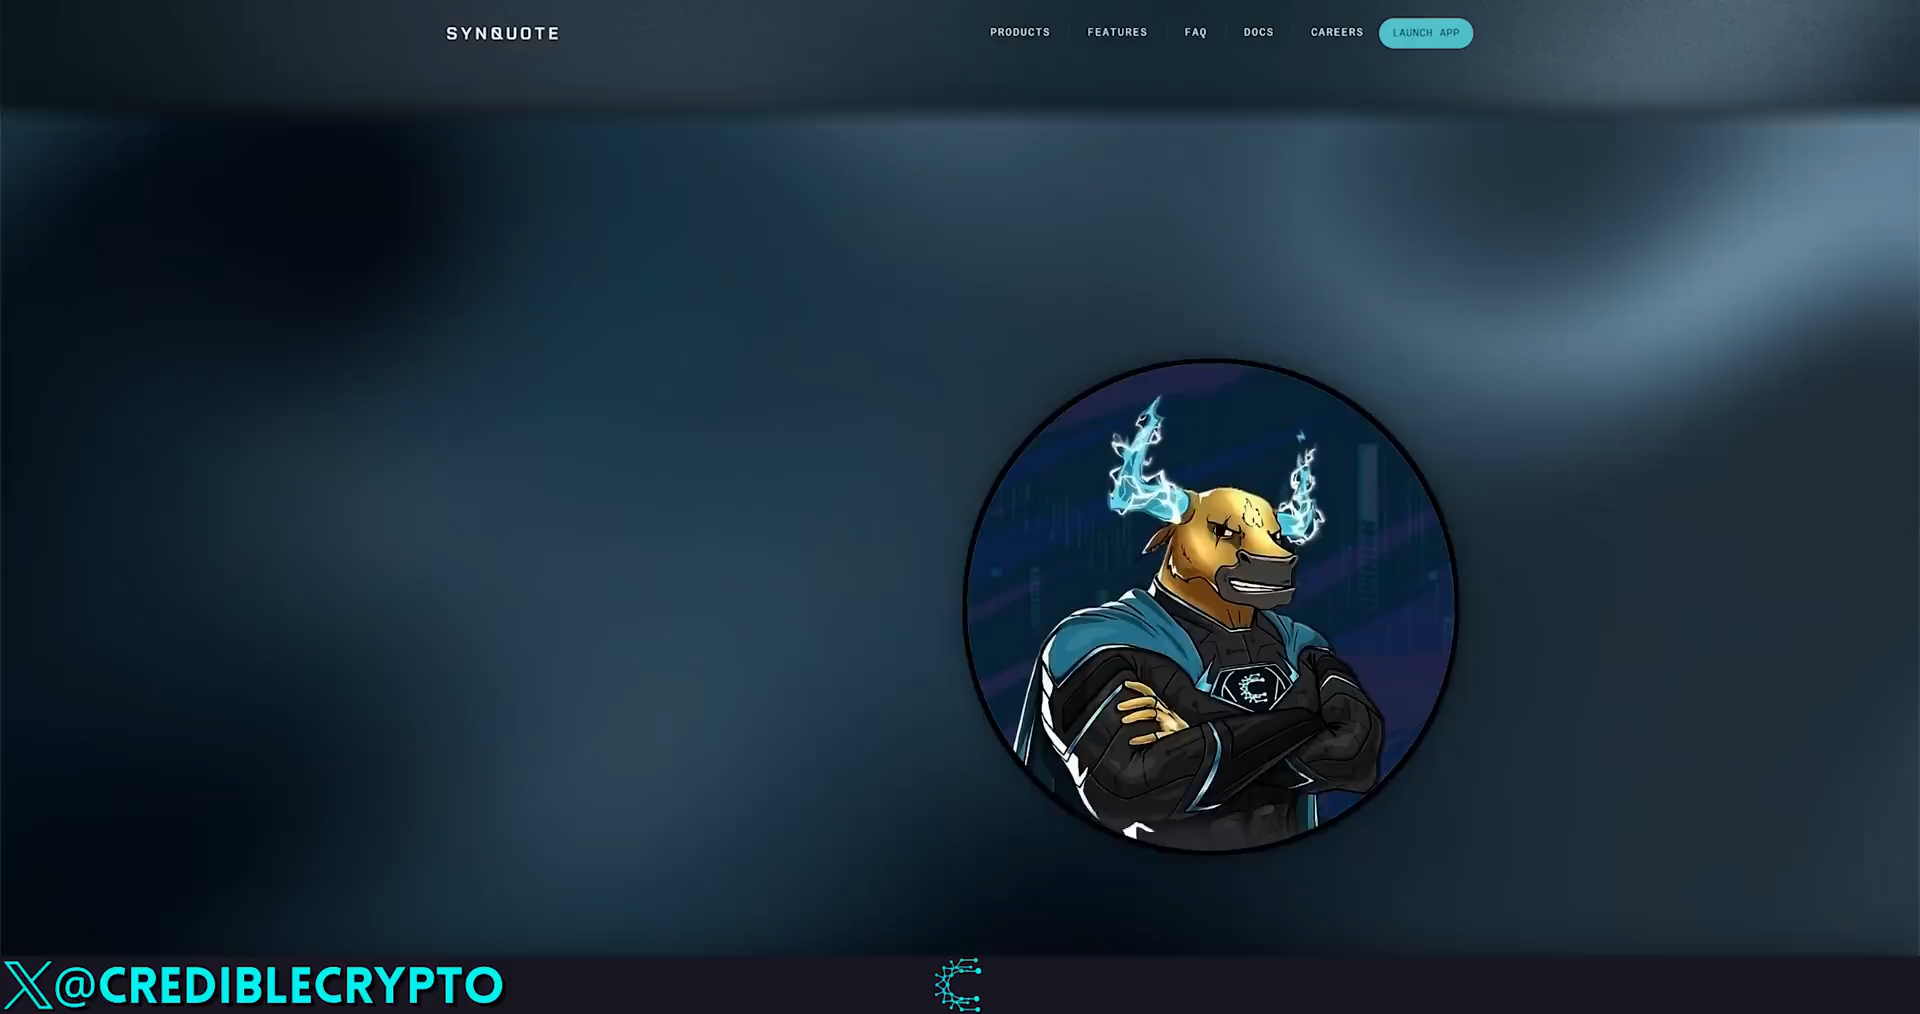 SYNQUOTE
PRODUCTS
FEATURES
FAQ
DOCS
CAREERS
LAUNCH APP
X@CREDIBLECRYPTO